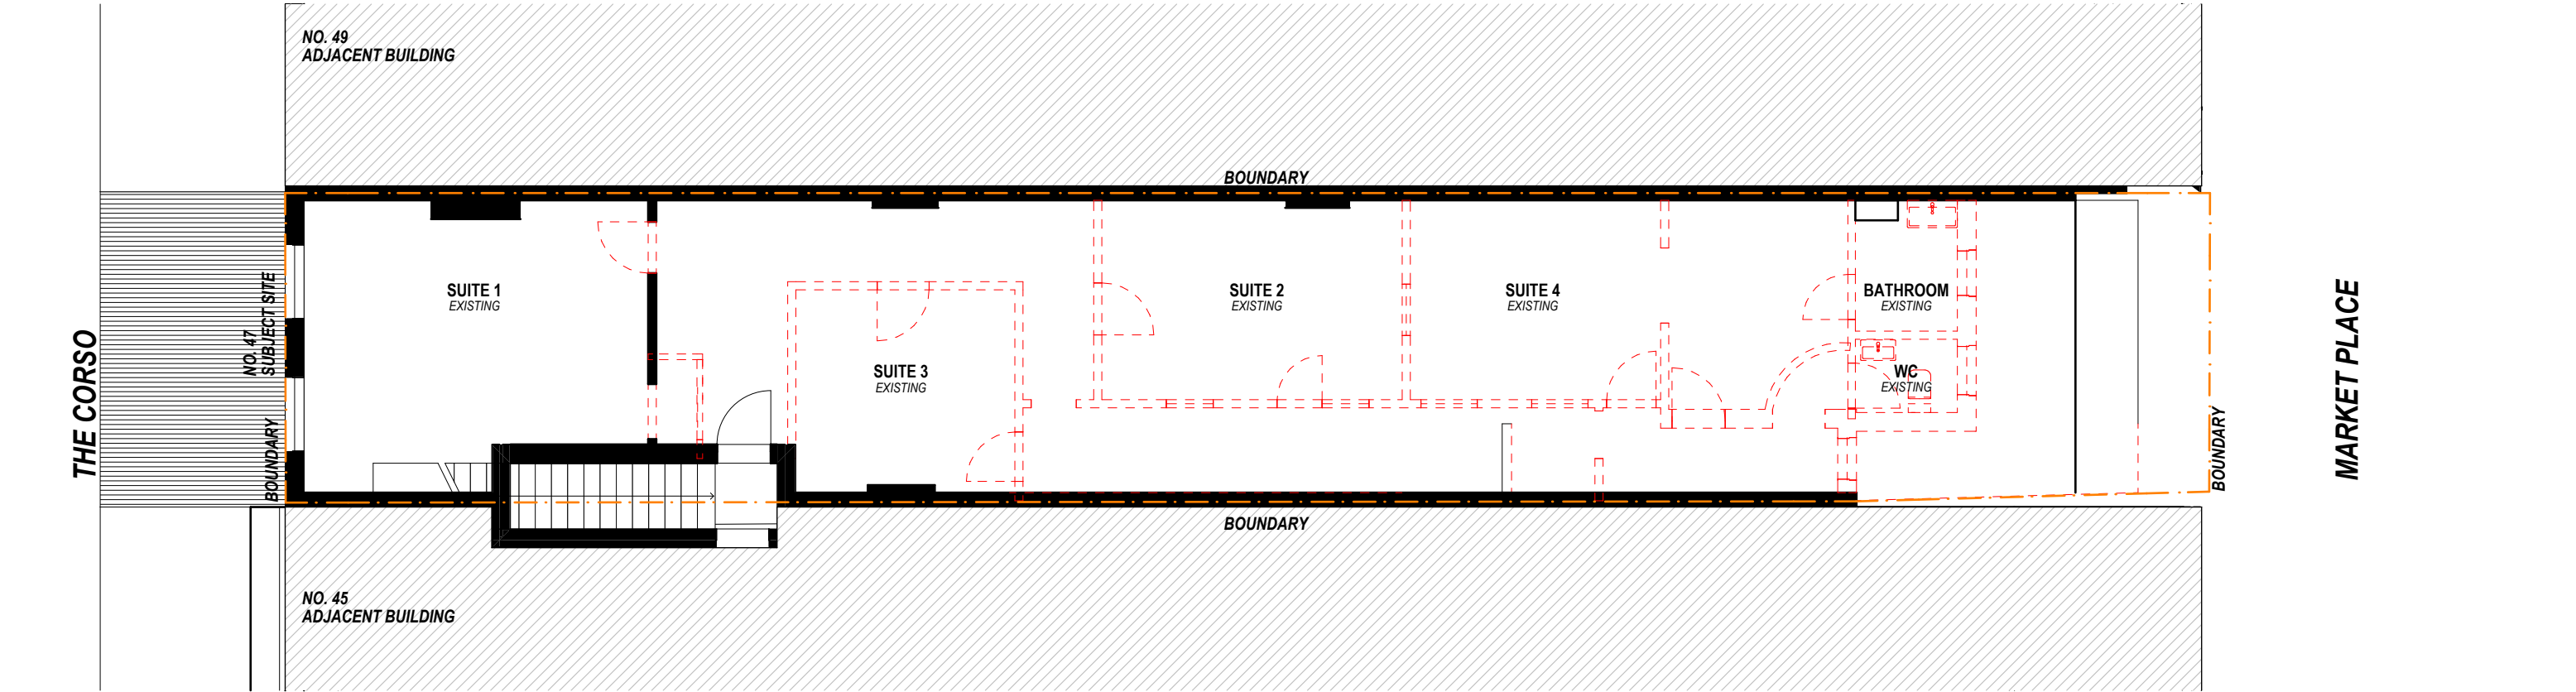 NO. 49
ADJACENT BUILDING
BOUNDARY
THE CORSO
NO. 47
SUBJECT SITE
BOUNDARY
SUITE 1
EXISTING
SUITE 3
EXISTING
SUITE 2
EXISTING
SUITE 4
EXISTING
BATHROOM
EXISTING
WC
EXISTING
BOUNDARY
MARKET PLACE
BOUNDARY
NO. 45
ADJACENT BUILDING